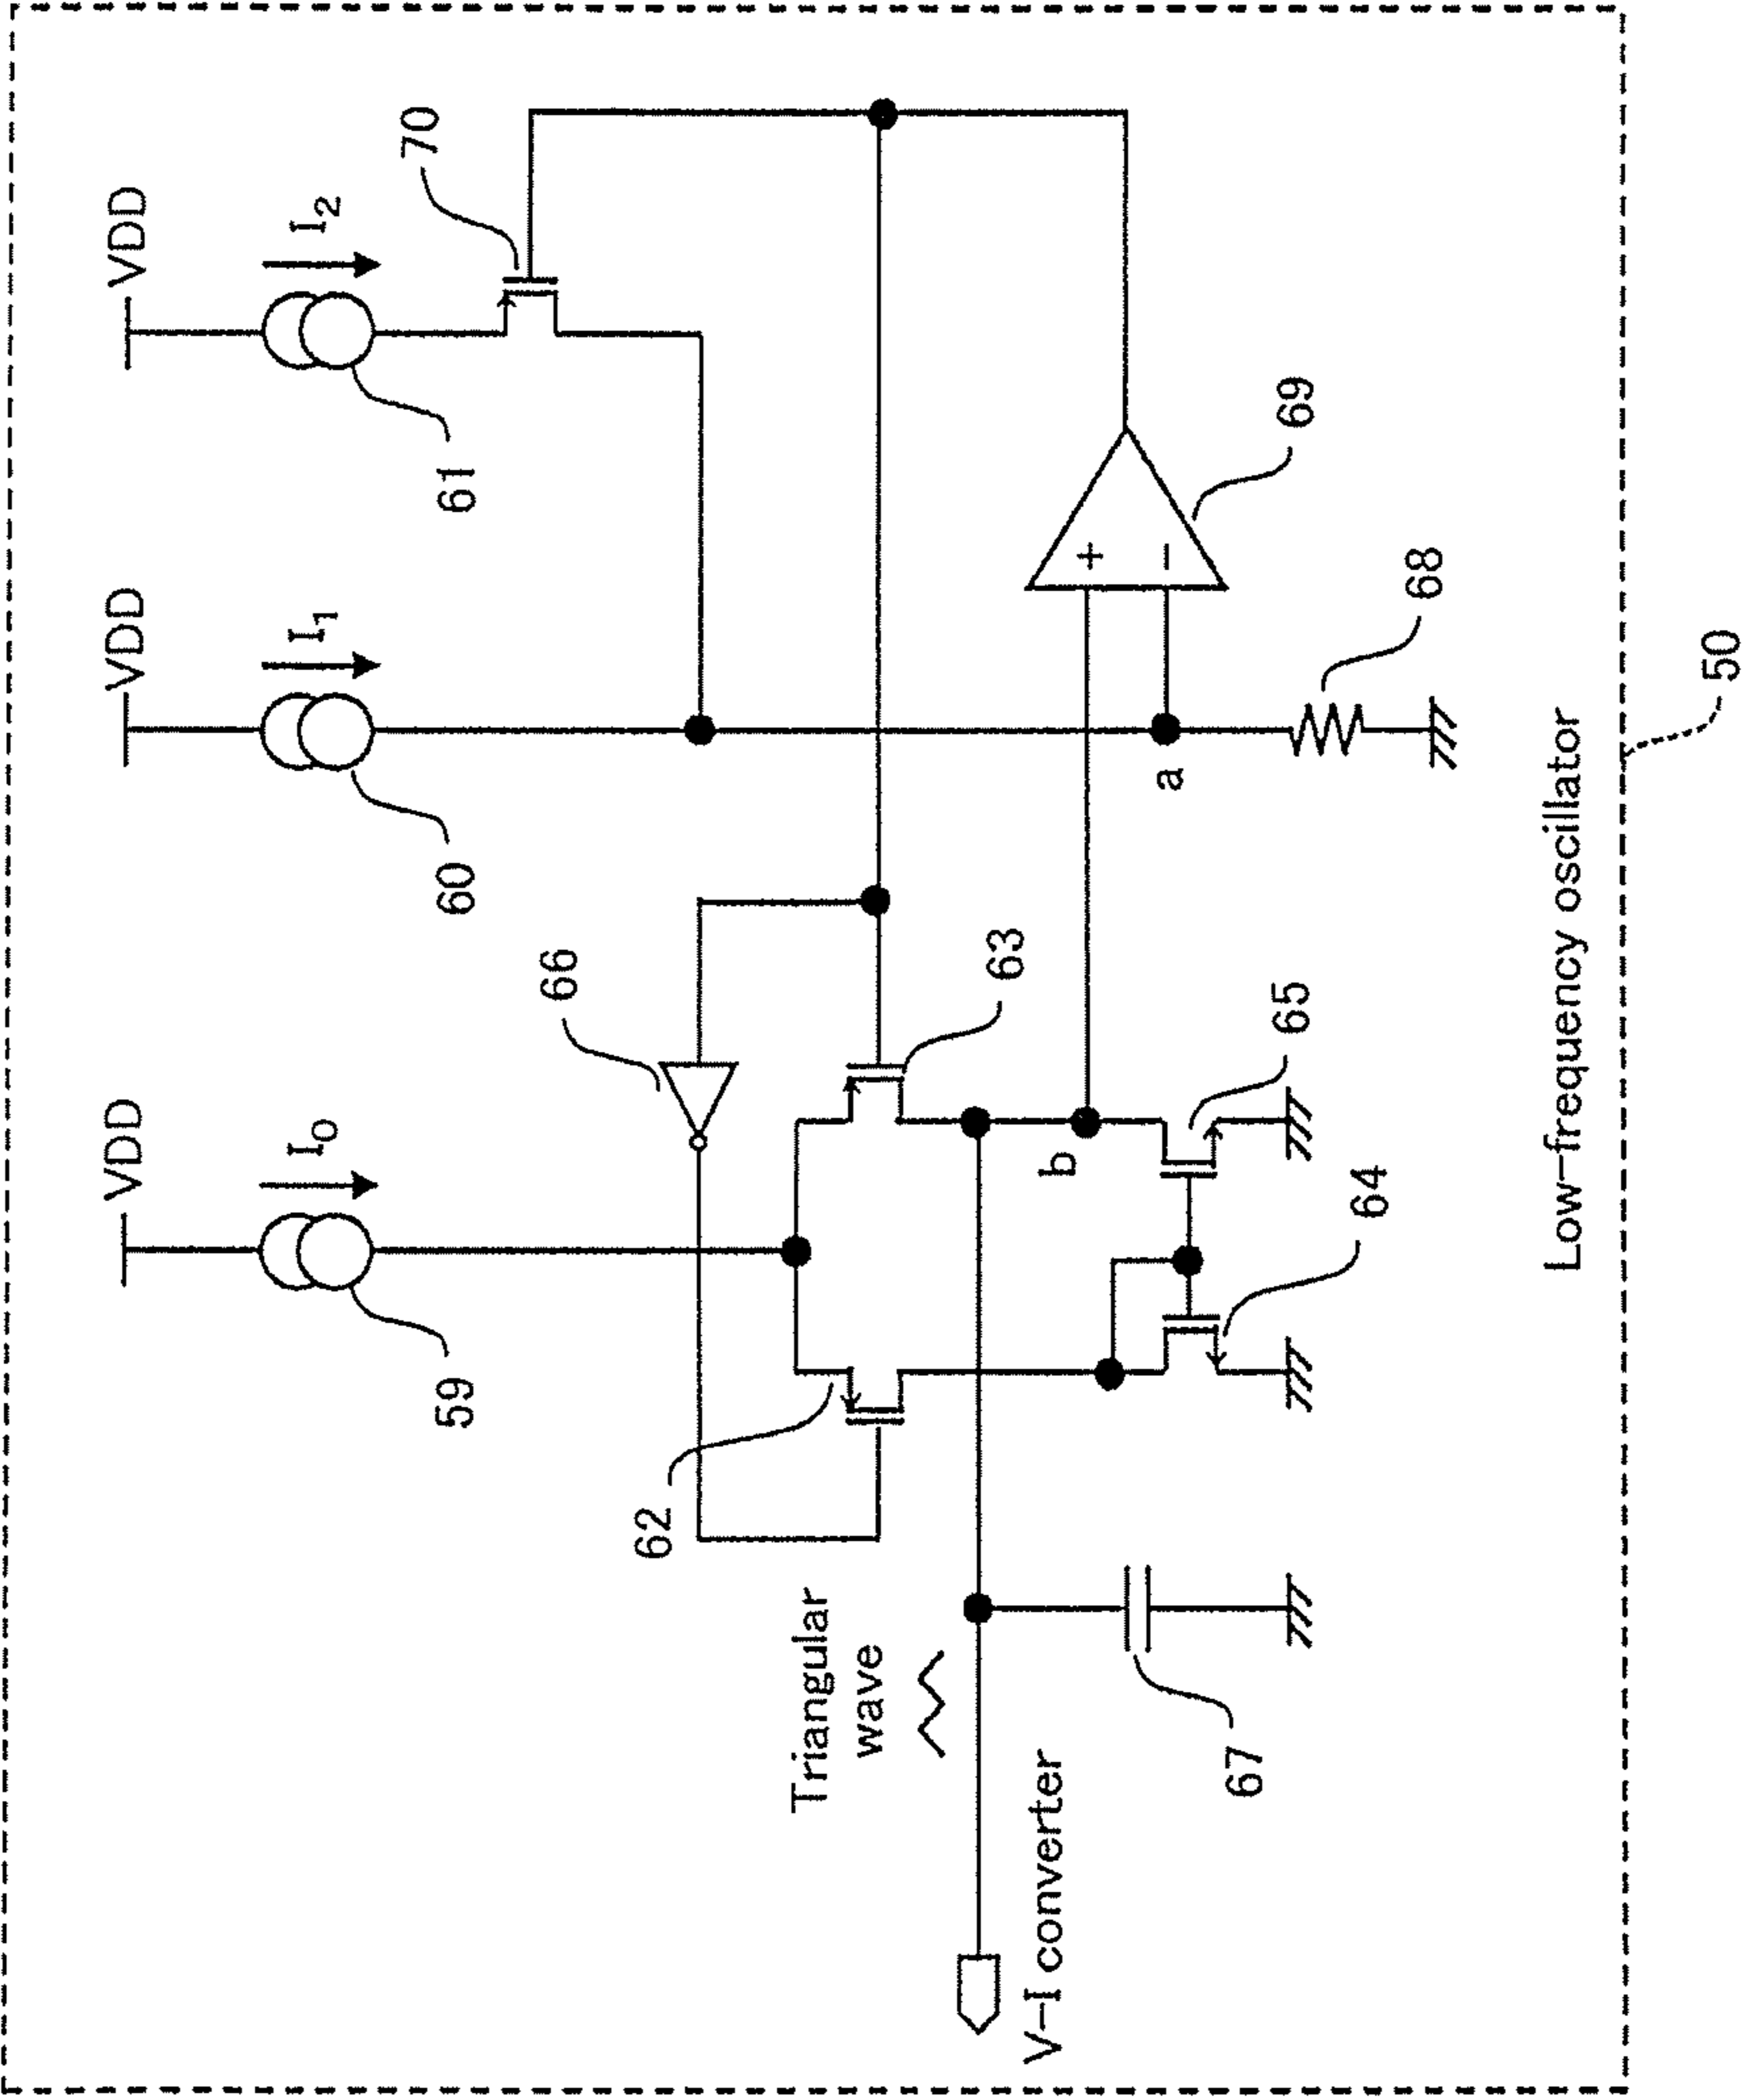 VDD
VDD
VDD
I0
I1
I2
59
60
61
70
66
62
63
Triangular
wave
b
a
+
−
69
V-I converter
67
64
65
68
Low-frequency oscillator
50